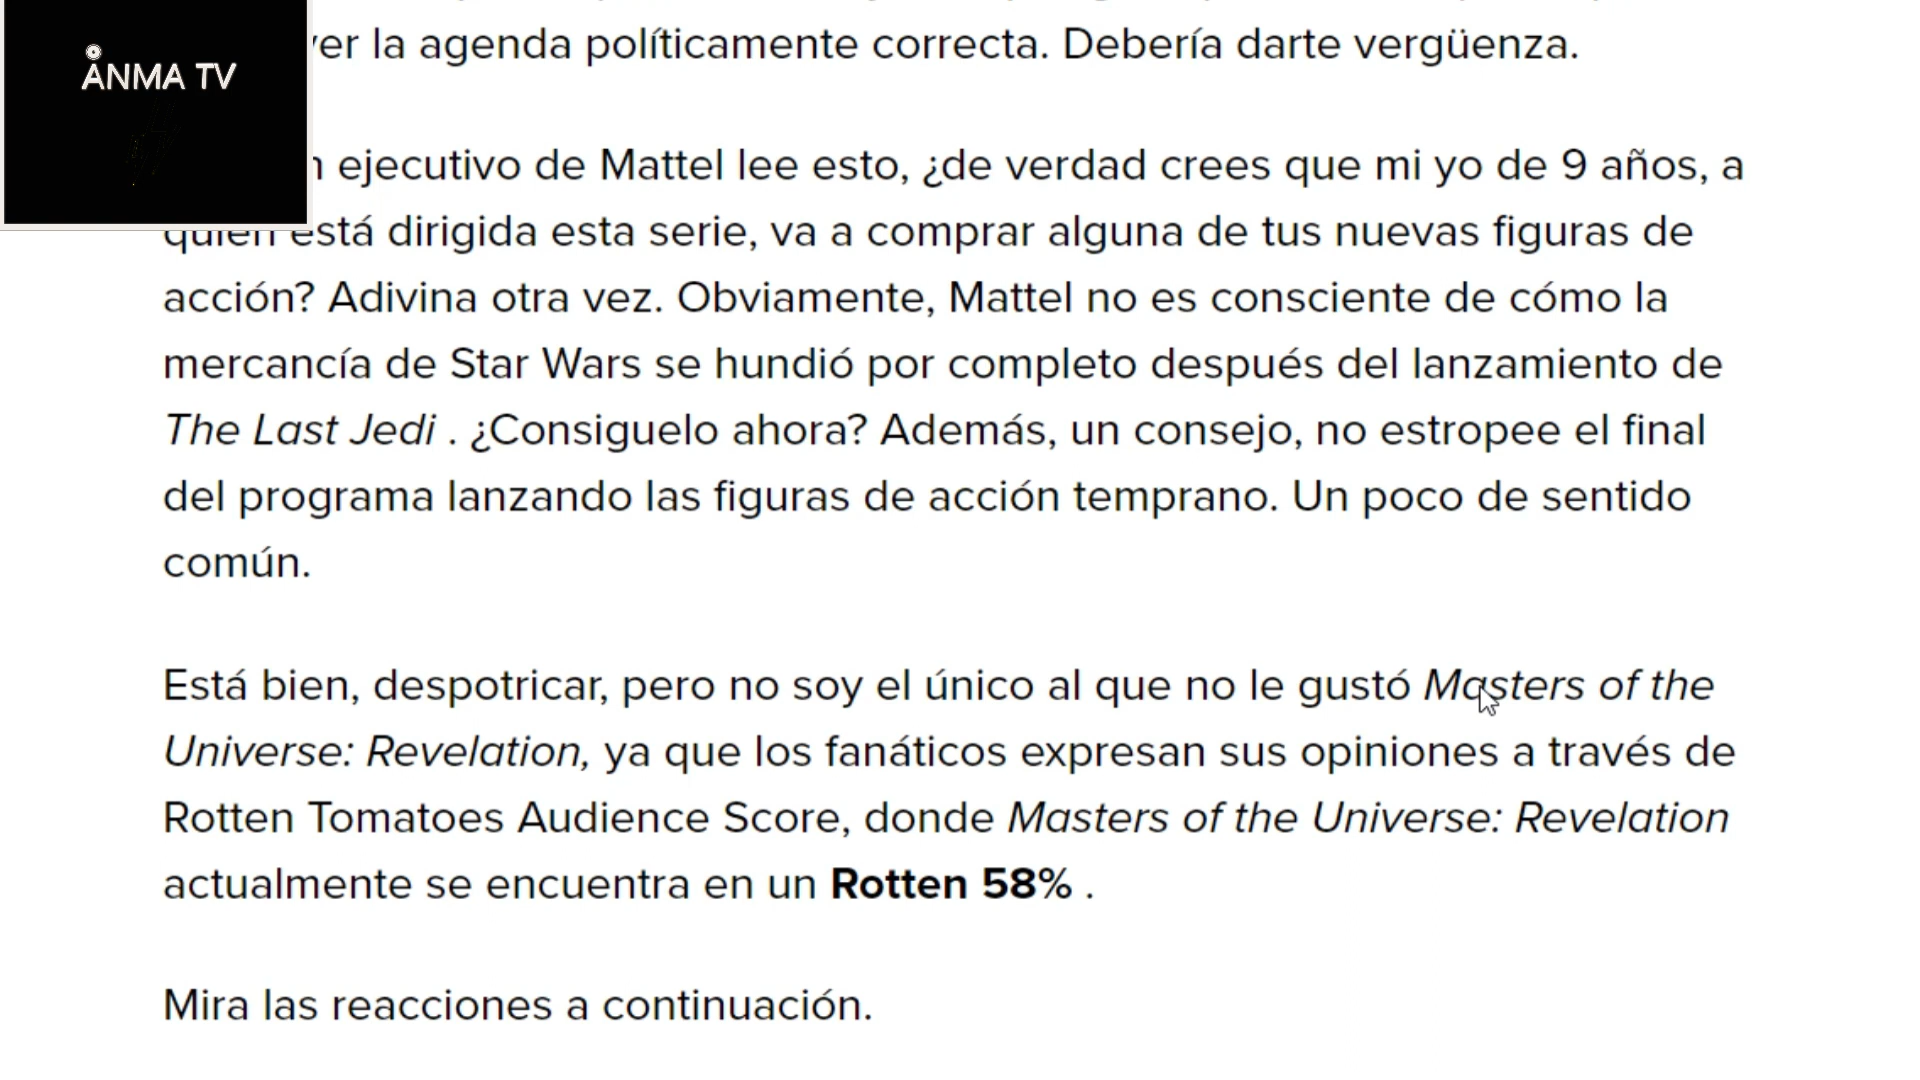 ANMA TV
ver la agenda políticamente correcta. Debería darte vergüenza.
ejecutivo de Mattel lee esto, ¿de verdad crees que mi yo de 9 años, a
quien está dirigida esta serie, va a comprar alguna de tus nuevas figuras de
acción? Adivina otra vez. Obviamente, Mattel no es consciente de cómo la
mercancía de Star Wars se hundió por completo después del lanzamiento de
The Last Jedi . ¿Consiguelo ahora? Además, un consejo, no estropee el final
del programa lanzando las figuras de acción temprano. Un poco de sentido
común.
Está bien, despotricar, pero no soy el único al que no le gustó Masters of the
Universe: Revelation, ya que los fanáticos expresan sus opiniones a través de
Rotten Tomatoes Audience Score, donde Masters of the Universe: Revelation
actualmente se encuentra en un Rotten 58% .
Mira las reacciones a continuación.